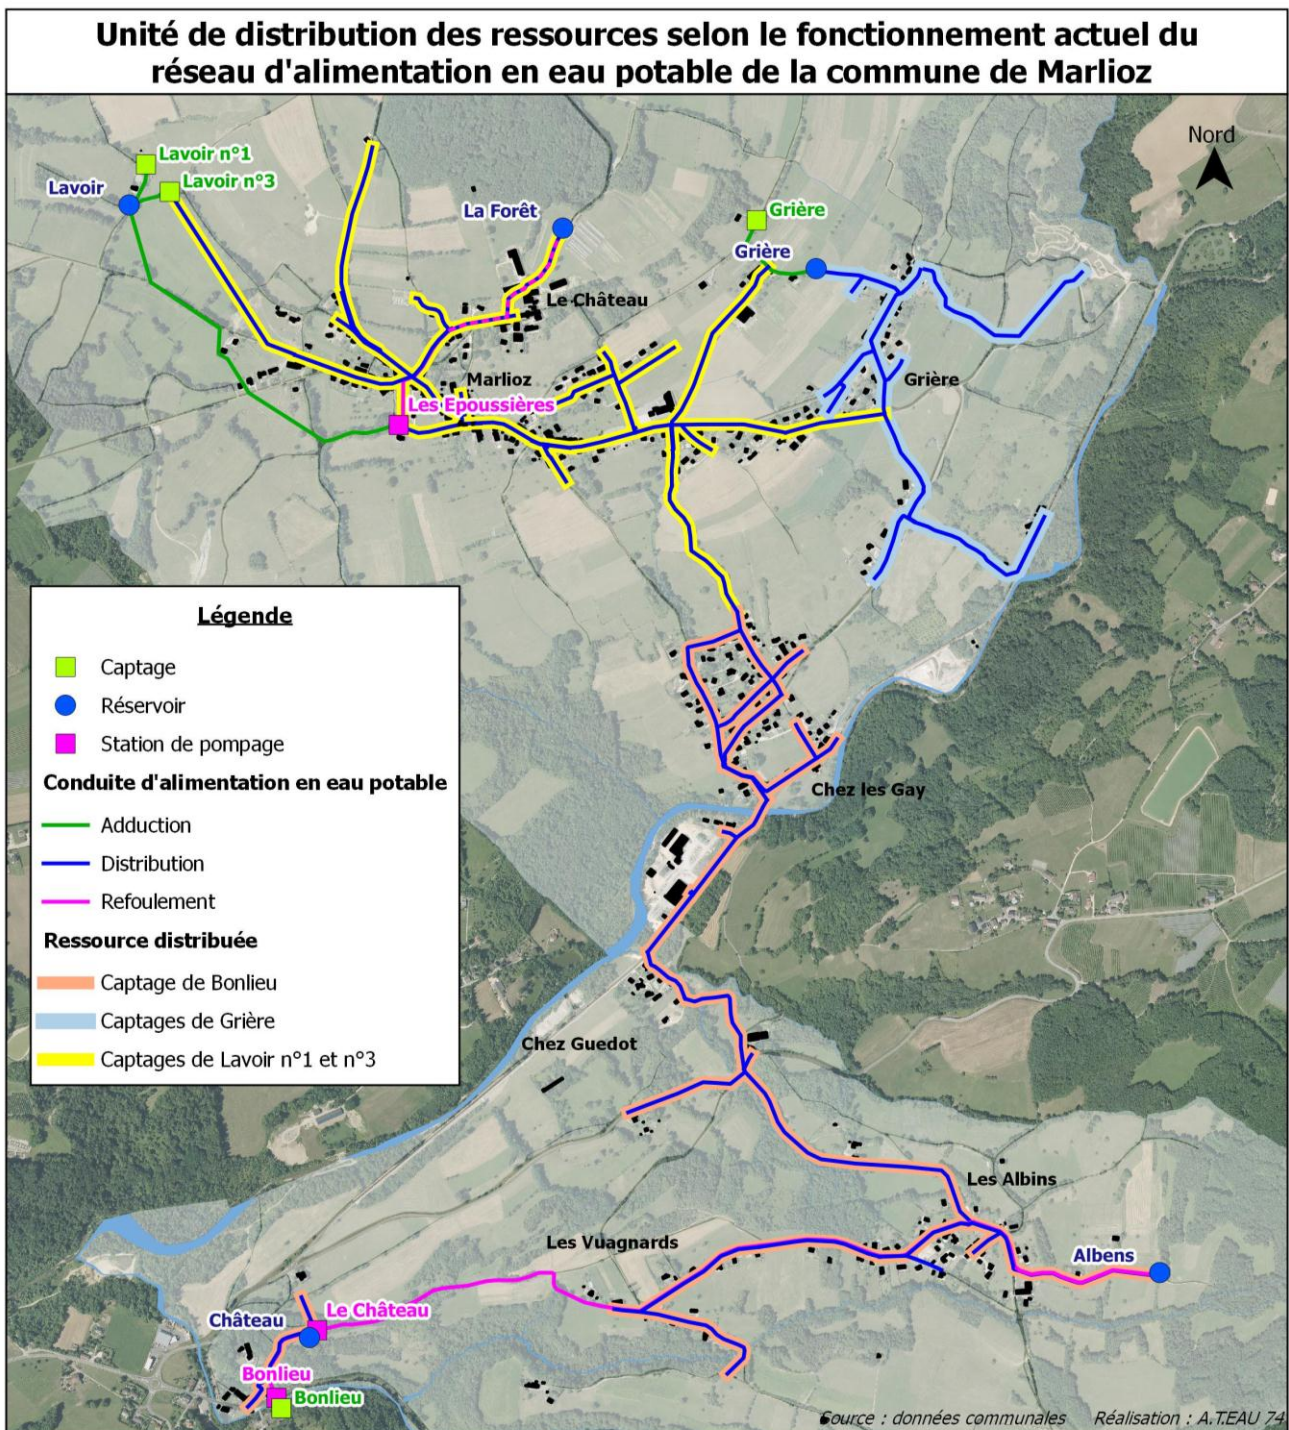 Unité de distribution des ressources selon le fonctionnement actuel du
réseau d'alimentation en eau potable de la commune de Marlioz
Nord
Lavoir n°1
Lavoir n°3
Lavoir
La Forêt
Grière
Grière
Le Château
Marlioz
Grière
Les Epoussières
Légende
Captage
Réservoir
Station de pompage
Conduite d'alimentation en eau potable
Adduction
Distribution
Refoulement
Ressource distribuée
Captage de Bonlieu
Captages de Grière
Captages de Lavoir n°1 et n°3
Chez les Gay
Chez Guedot
Les Albins
Les Vuagnards
Albens
Château
Le Château
Bonlieu
Bonlieu
Source : données communales Réalisation : A.T.EAU 74